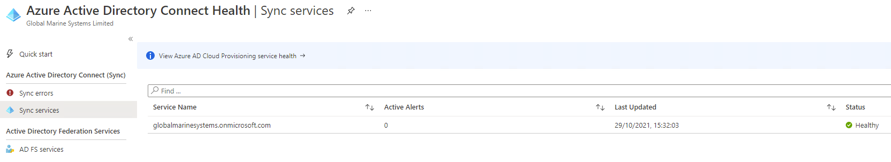 Azure Active Directory Connect Health | Sync services
Global Marine Systems Limited
Quick start
Azure Active Directory Connect (Sync)
Sync errors
Sync services
Active Directory Federation Services
AD FS services
View Azure AD Cloud Provisioning service health →
Find ...
Service Name Active Alerts Last Updated Status
globalmarinesystems.onmicrosoft.com 0 29/10/2021, 15:32:03 Healthy